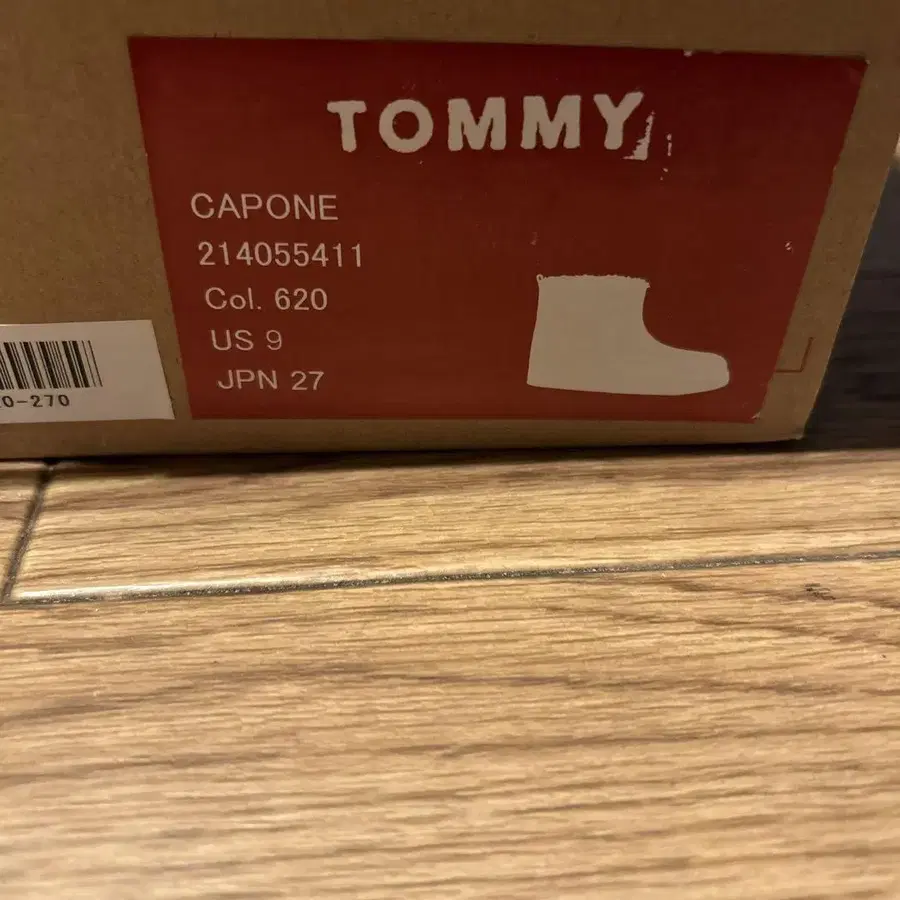 TOMMY
CAPONE
214055411
Col. 620
US 9
JPN 27
0-270